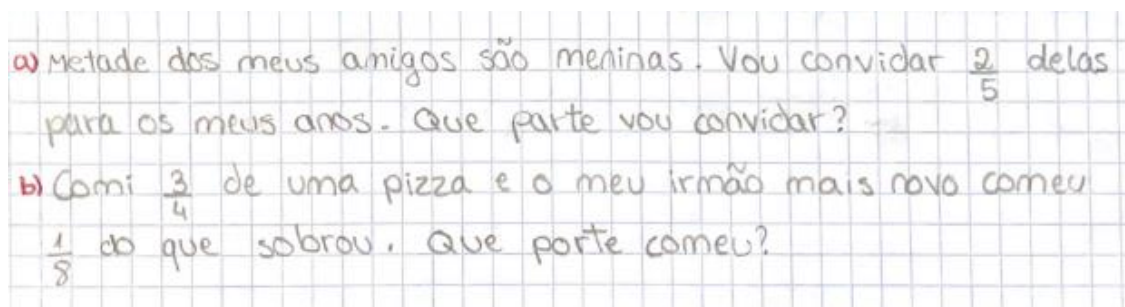 a) Metade dos meus amigos são meninas. Vou convidar 2/5 delas
para os meus anos. Que parte vou convidar?
b) Comi 3/4 de uma pizza e o meu irmão mais novo comeu
1/8 do que sobrou. Que porte comeu?